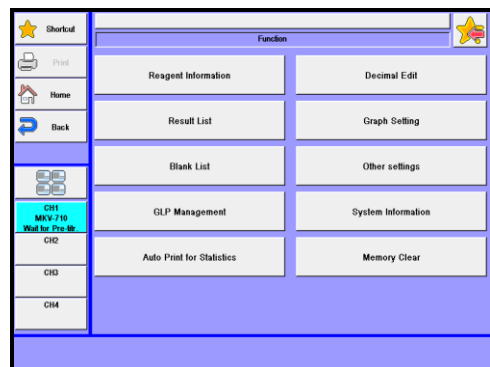 Shortcut
Function
Print
Home
Back
Reagent Information
Decimal Edit
Result List
Graph Setting
Blank List
Other settings
GLP Management
System Information
Auto Print for Statistics
Memory Clear
CH1
MKV-710
Wait for Pre-titr.
CH2
CH3
CH4